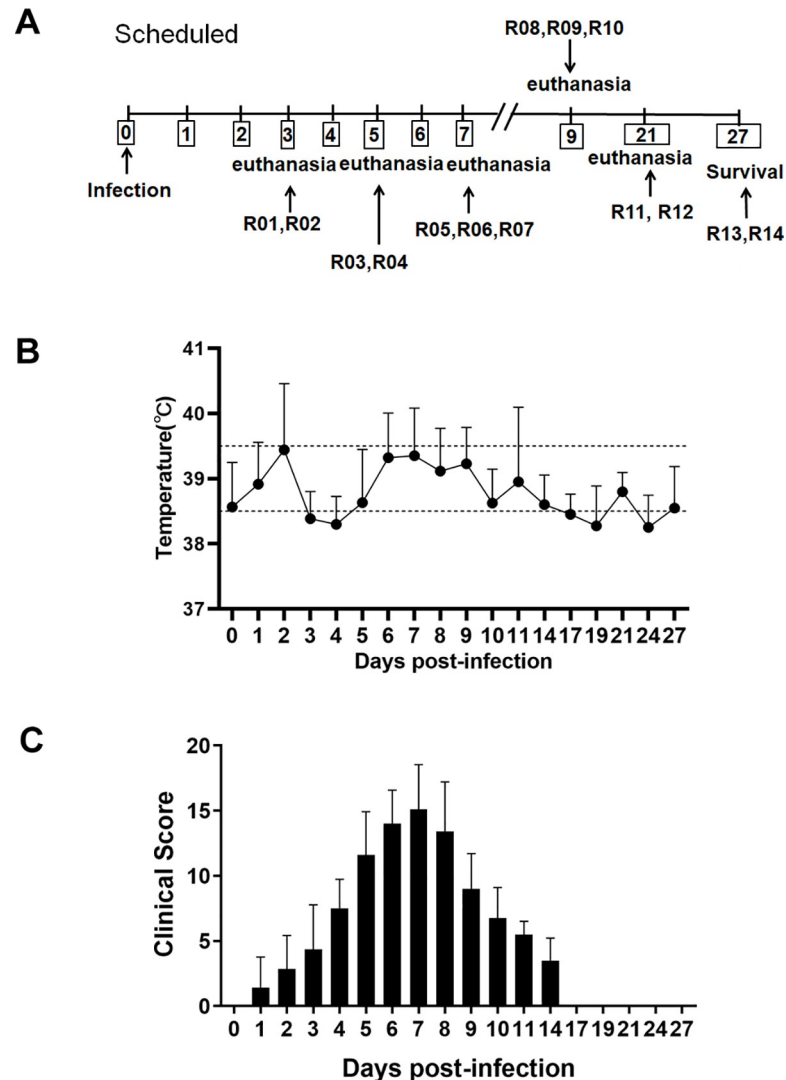 A
Scheduled
R08,R09,R10
euthanasia
0 1 2 3 4 5 6 7 9 21 27
Infection
euthanasia euthanasia euthanasia euthanasia Survival
R01,R02
R03,R04
R05,R06,R07
R11, R12
R13,R14
B
Temperature(℃)
41
40
39
38
37
0 1 2 3 4 5 6 7 8 9 10 11 14 17 19 21 24 27
Days post-infection
C
Clinical Score
20
15
10
5
0
0 1 2 3 4 5 6 7 8 9 10 11 14 17 19 21 24 27
Days post-infection